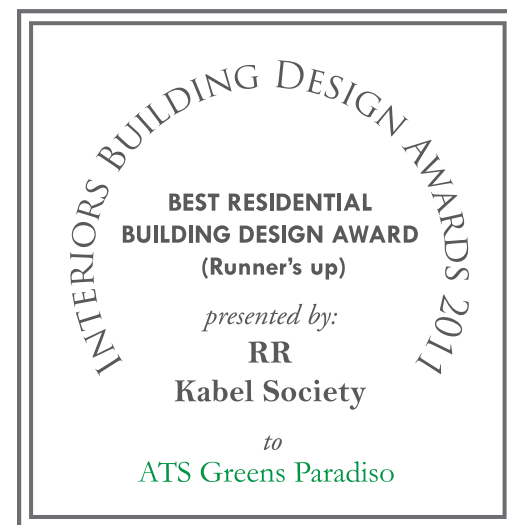 INTERIORS BUILDING DESIGN AWARDS 2011
BEST RESIDENTIAL
BUILDING DESIGN AWARD
(Runner's up)
presented by:
RR
Kabel Society
to
ATS Greens Paradiso